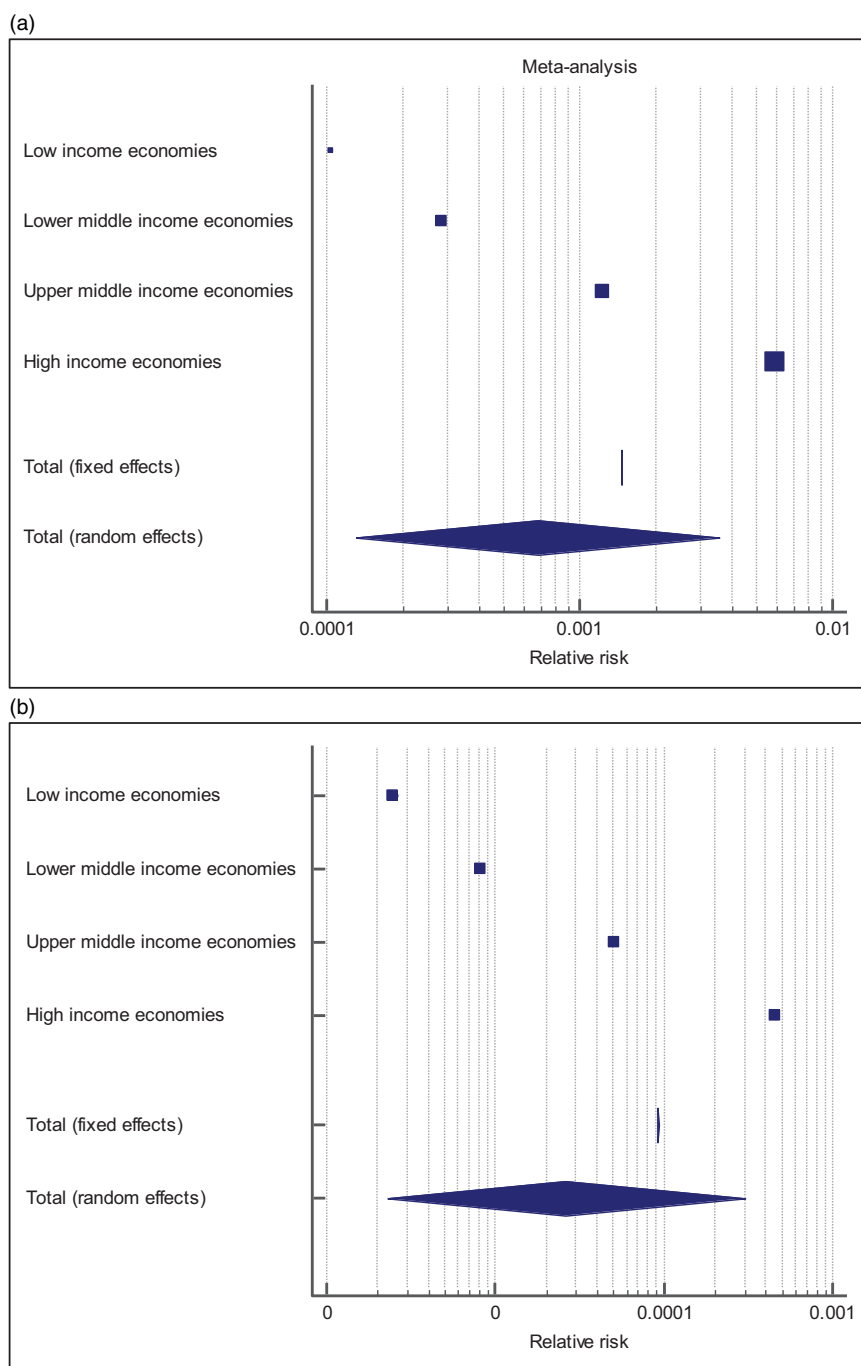 (a)
Meta-analysis
Low income economies
Lower middle income economies
Upper middle income economies
High income economies
Total (fixed effects)
Total (random effects)
0.0001 0.001 0.01
Relative risk
(b)
Low income economies
Lower middle income economies
Upper middle income economies
High income economies
Total (fixed effects)
Total (random effects)
0 0 0.0001 0.001
Relative risk